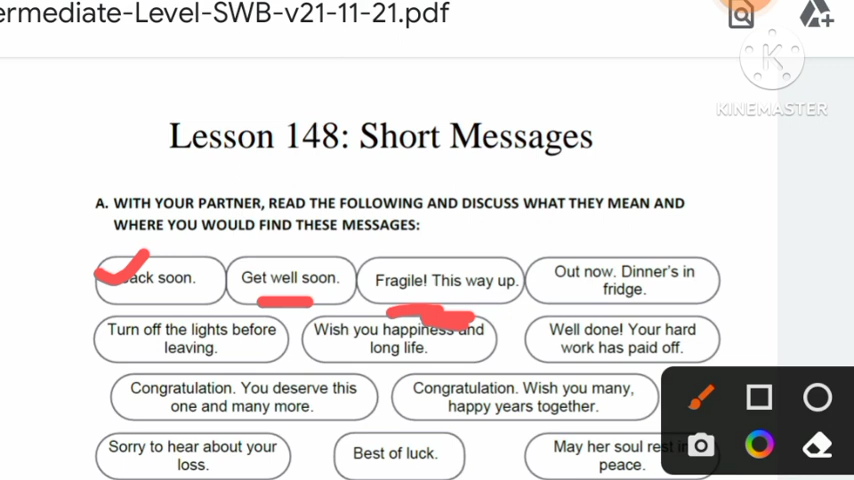 ermediate-Level-SWB-v21-11-21.pdf
KINEMASTER
Lesson 148: Short Messages
A. WITH YOUR PARTNER, READ THE FOLLOWING AND DISCUSS WHAT THEY MEAN AND
WHERE YOU WOULD FIND THESE MESSAGES:
ack soon.
Get well soon.
Fragile! This way up.
Out now. Dinner's in
fridge.
Turn off the lights before
leaving.
Wish you happiness and
long life.
Well done! Your hard
work has paid off.
Congratulation. You deserve this
one and many more.
Congratulation. Wish you many,
happy years together.
Sorry to hear about your
loss.
Best of luck.
May her soul rest in
peace.